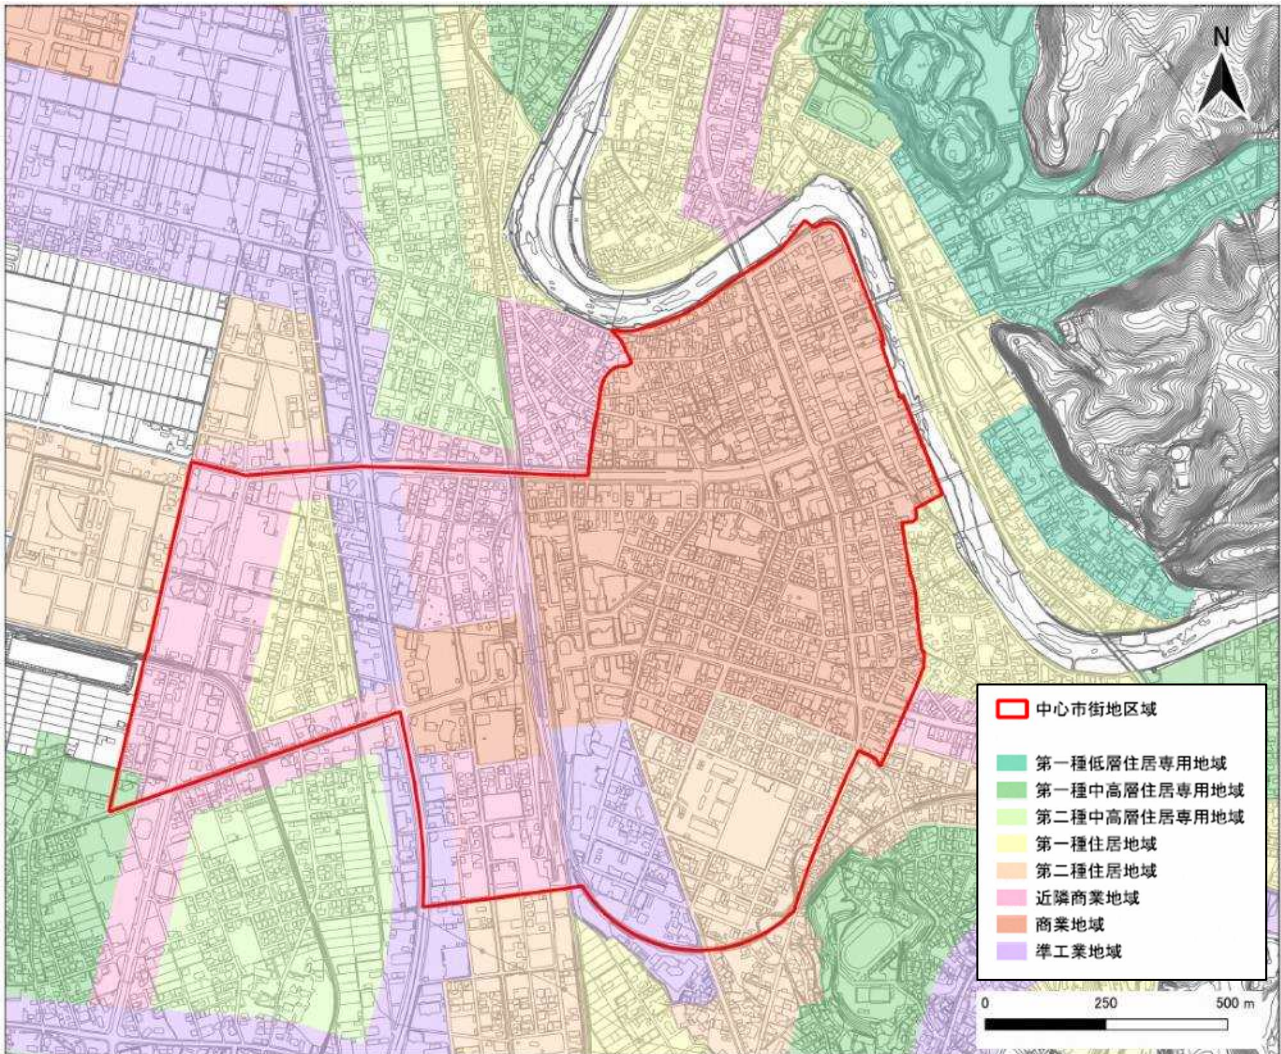 N
中心市街地区域
第一種低層住居専用地域
第一種中高層住居専用地域
第二種中高層住居専用地域
第一種住居地域
第二種住居地域
近隣商業地域
商業地域
準工業地域
0 250 500 m